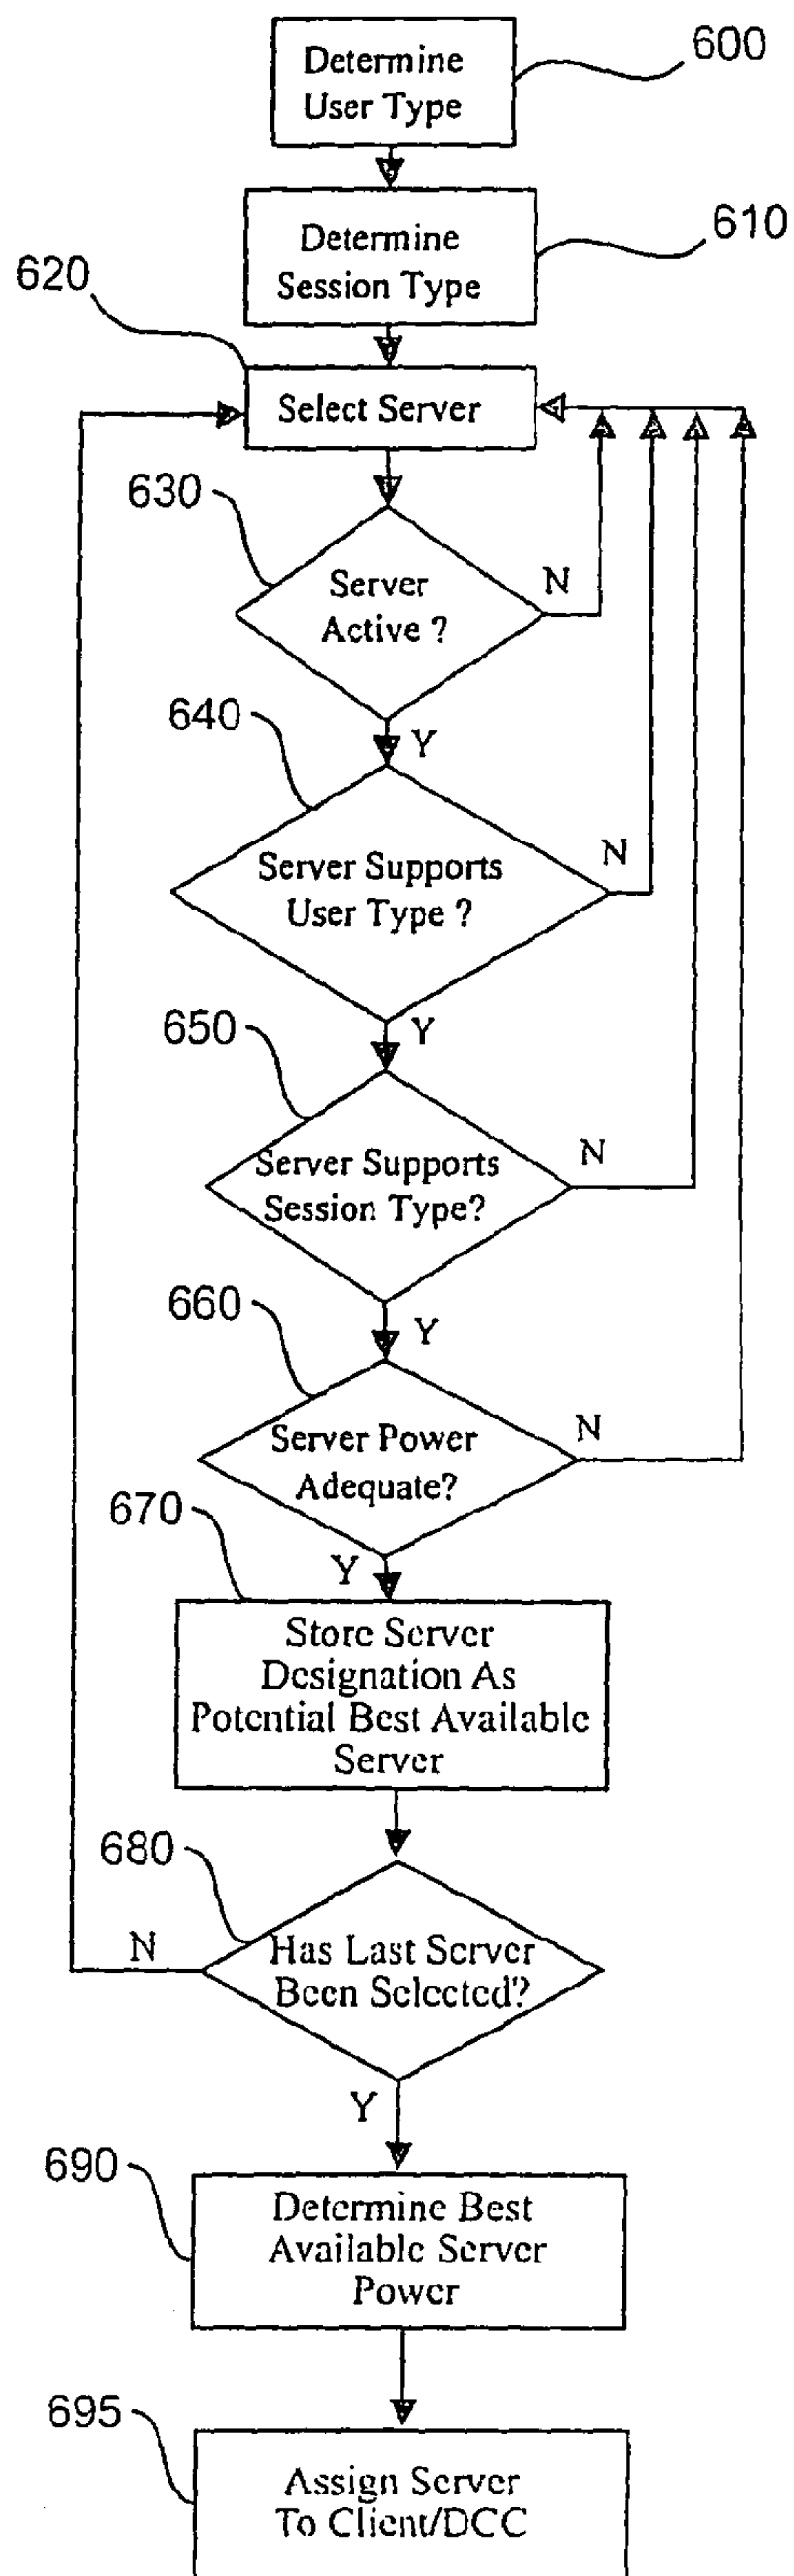 Determine
User Type
600
Determine
Session Type
610
620
Select Server
630
Server
Active ?
N
Y
640
Server Supports
User Type ?
N
Y
650
Server Supports
Session Type?
N
Y
660
Server Power
Adequate?
N
Y
670
Store Server
Designation As
Potential Best Available
Server
680
Has Last Server
Been Selected?
N
Y
690
Determine Best
Available Server
Power
695
Assign Server
To Client/DCC